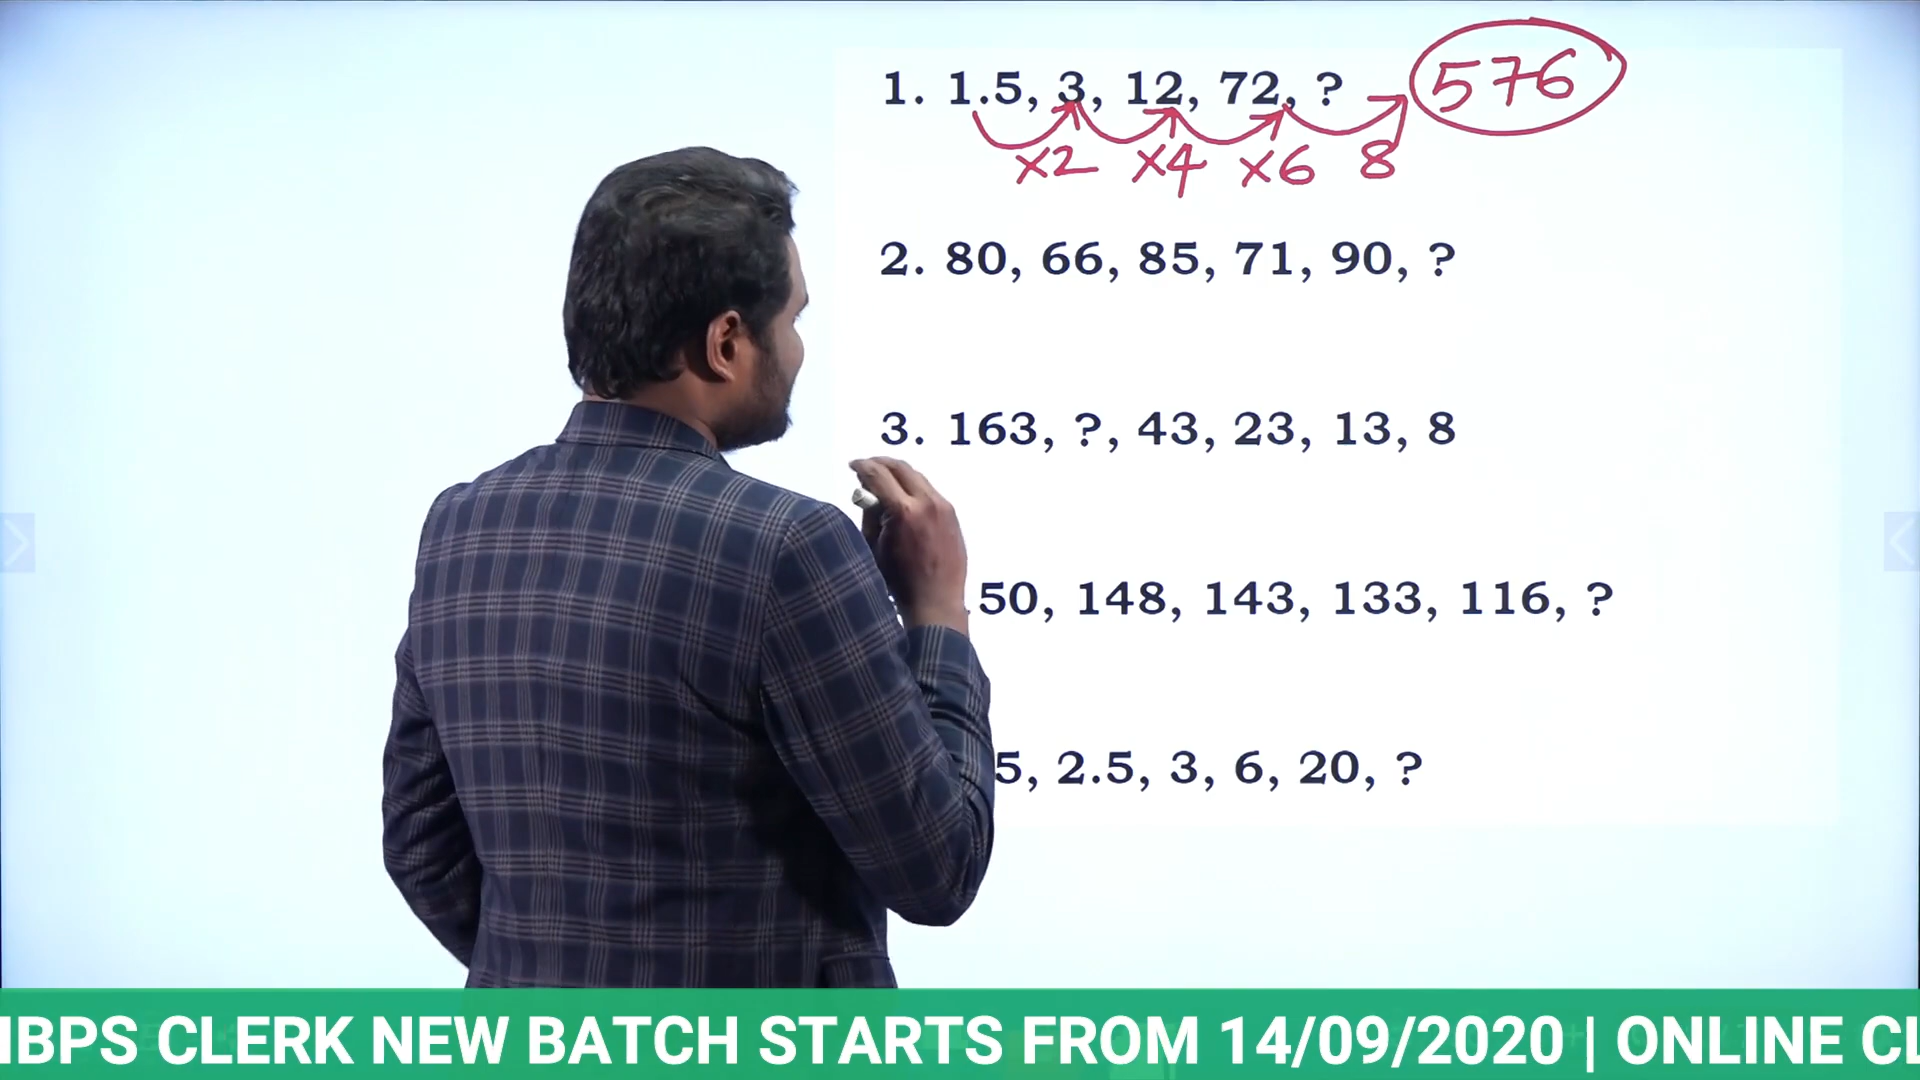 1. 1.5, 3, 12, 72, ? 576
×2 ×4 ×6 8
2. 80, 66, 85, 71, 90, ?
3. 163, ?, 43, 23, 13, 8
50, 148, 143, 133, 116, ?
5, 2.5, 3, 6, 20, ?
IBPS CLERK NEW BATCH STARTS FROM 14/09/2020 | ONLINE CL